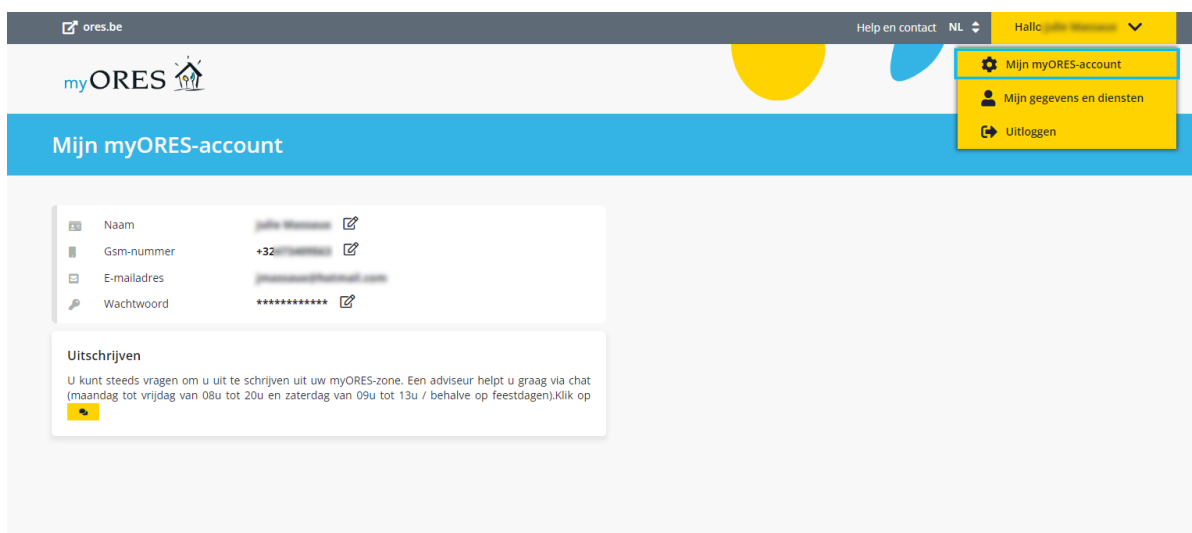 ores.be
Help en contact NL Hallo
myORES
Mijn myORES-account
Mijn gegevens en diensten
Uitloggen
Mijn myORES-account
Naam
Gsm-nummer +32
E-mailadres
Wachtwoord ************
Uitschrijven
U kunt steeds vragen om u uit te schrijven uit uw myORES-zone. Een adviseur helpt u graag via chat
(maandag tot vrijdag van 08u tot 20u en zaterdag van 09u tot 13u / behalve op feestdagen).Klik op